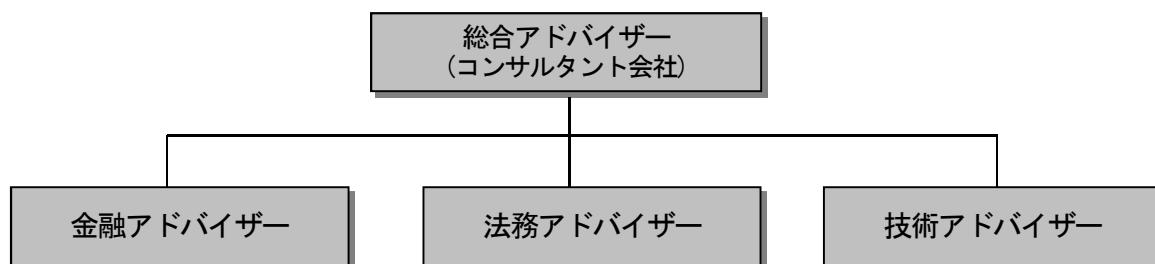 総合アドバイザー
(コンサルタント会社)
金融アドバイザー
法務アドバイザー
技術アドバイザー